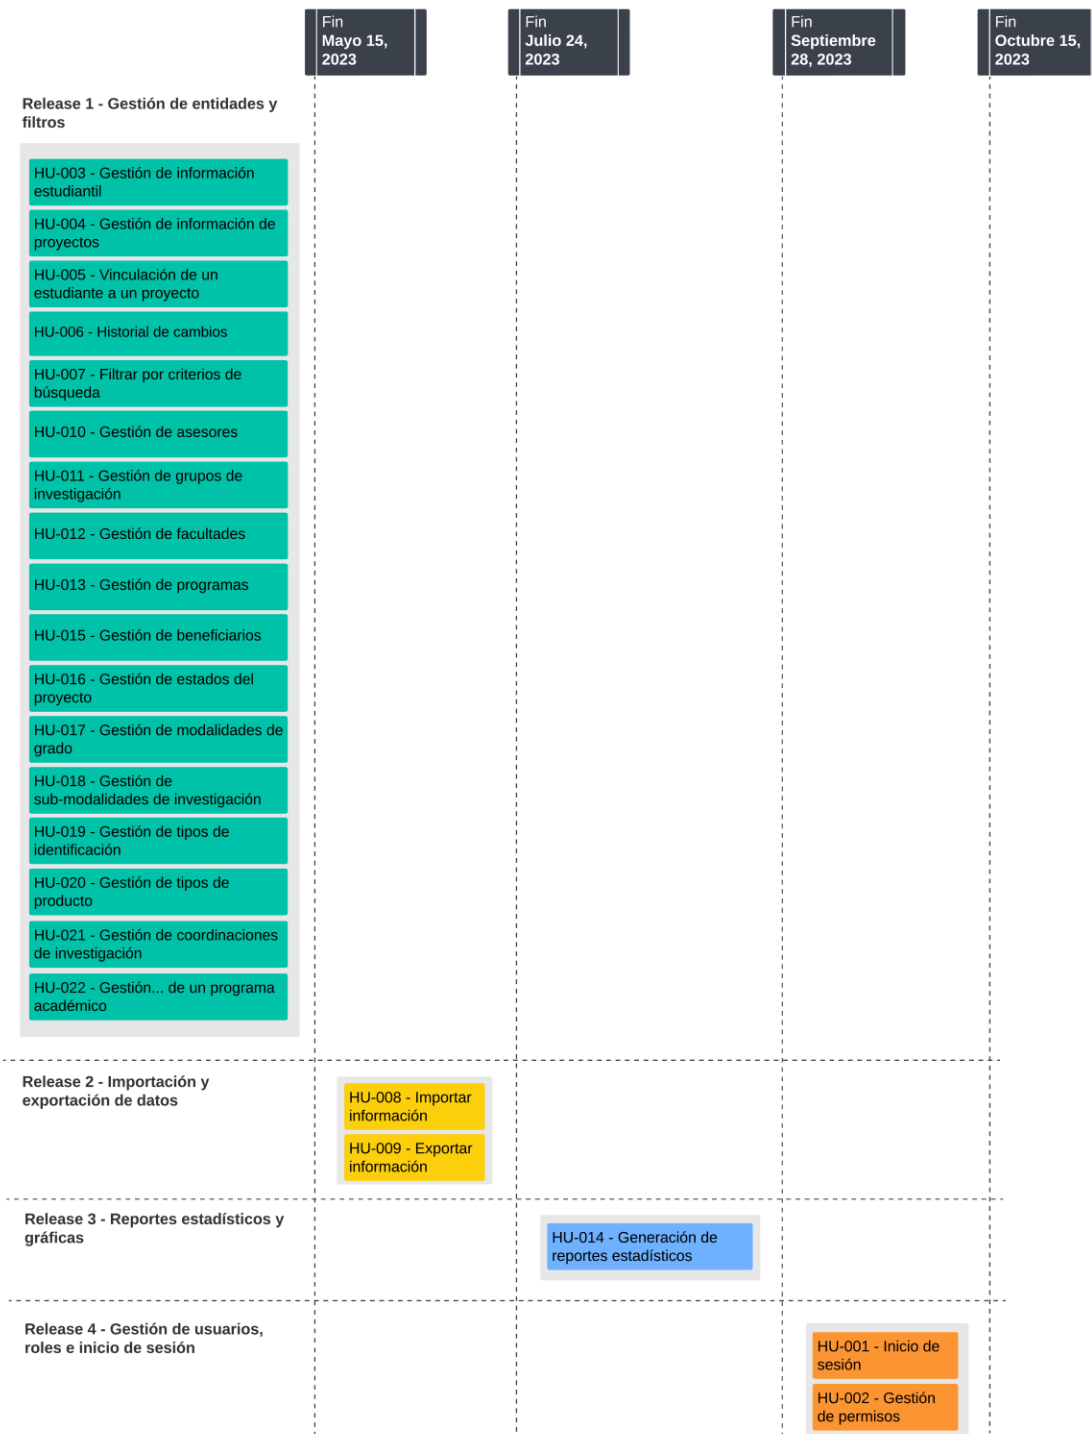 Fin
Mayo 15,
2023
Fin
Julio 24,
2023
Fin
Septiembre
28, 2023
Fin
Octubre 15,
2023
Release 1 - Gestión de entidades y
filtros
HU-003 - Gestión de información
estudiantil
HU-004 - Gestión de información de
proyectos
HU-005 - Vinculación de un
estudiante a un proyecto
HU-006 - Historial de cambios
HU-007 - Filtrar por criterios de
búsqueda
HU-010 - Gestión de asesores
HU-011 - Gestión de grupos de
investigación
HU-012 - Gestión de facultades
HU-013 - Gestión de programas
HU-015 - Gestión de beneficiarios
HU-016 - Gestión de estados del
proyecto
HU-017 - Gestión de modalidades de
grado
HU-018 - Gestión de
sub-modalidades de investigación
HU-019 - Gestión de tipos de
identificación
HU-020 - Gestión de tipos de
producto
HU-021 - Gestión de coordinaciones
de investigación
HU-022 - Gestión... de un programa
académico
Release 2 - Importación y
exportación de datos
HU-008 - Importar
información
HU-009 - Exportar
información
Release 3 - Reportes estadísticos y
gráficas
HU-014 - Generación de
reportes estadísticos
Release 4 - Gestión de usuarios,
roles e inicio de sesión
HU-001 - Inicio de
sesión
HU-002 - Gestión
de permisos